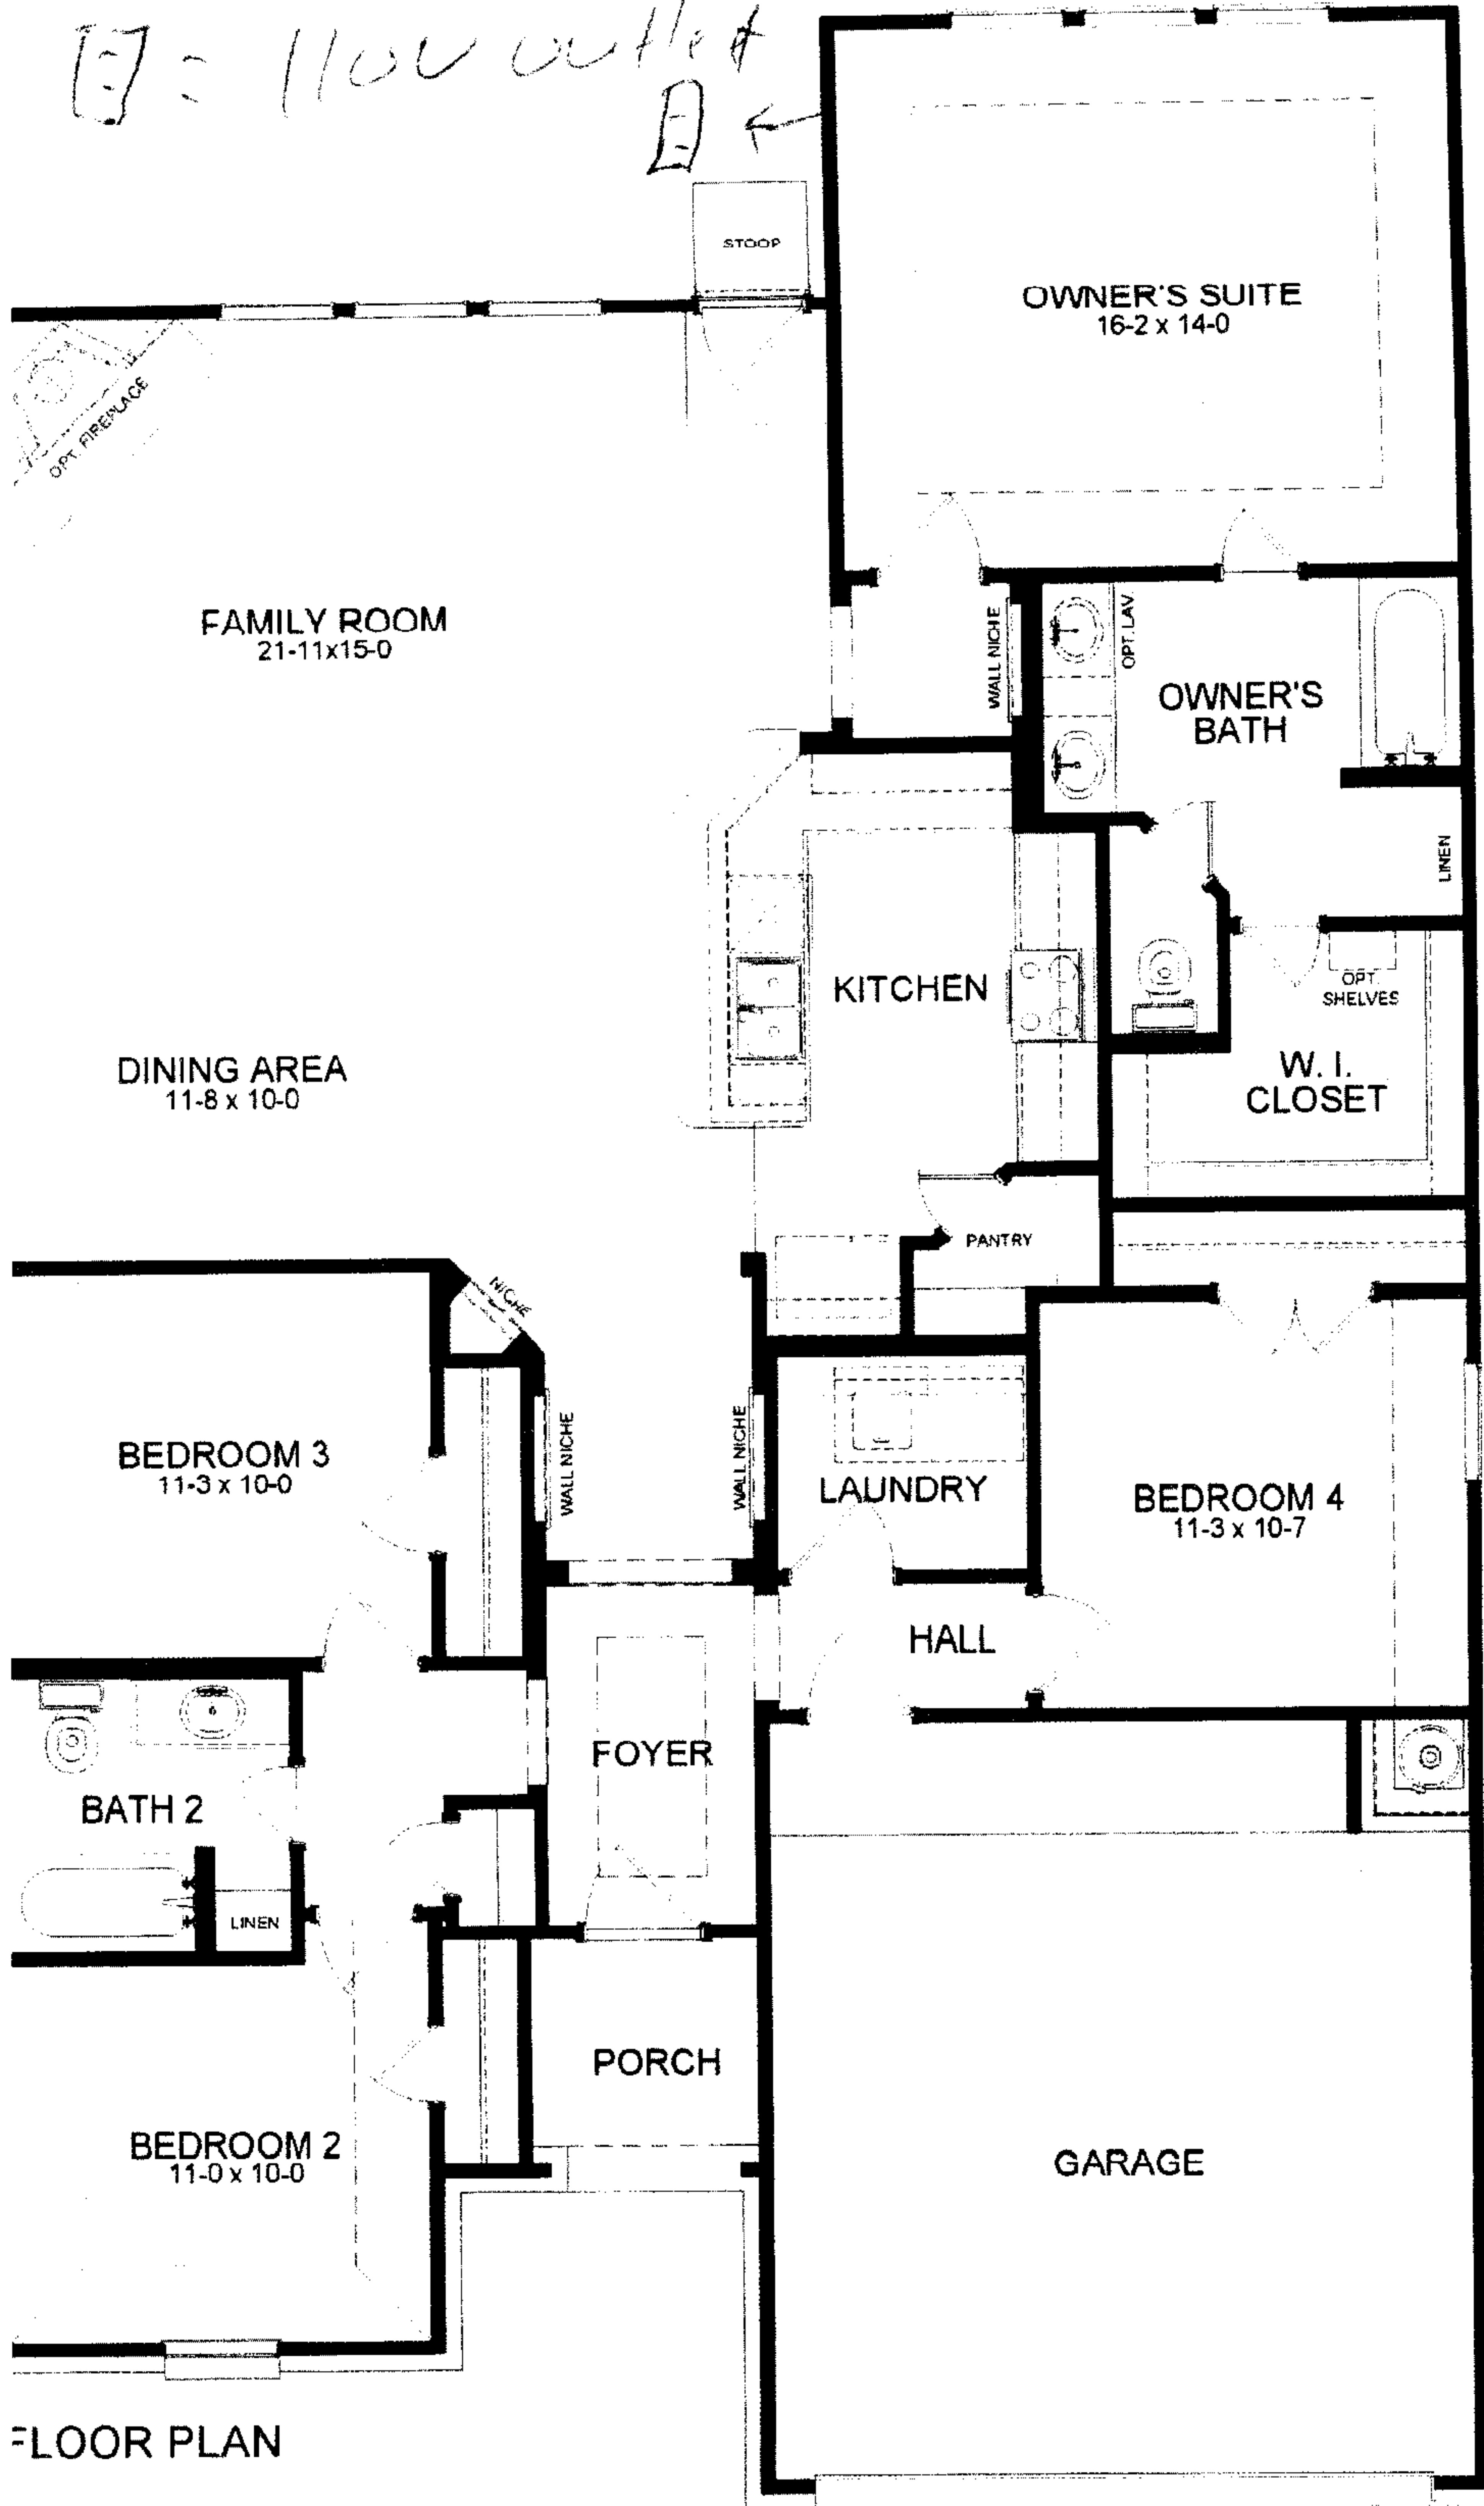 = 110V outlet
STOOP
OWNER'S SUITE
16-2 x 14-0
OPT. FIREPLACE
FAMILY ROOM
21-11x15-0
WALL NICHE
OPT. LAV.
OWNER'S
BATH
LINEN
KITCHEN
OPT.
SHELVES
DINING AREA
11-8 x 10-0
W. I.
CLOSET
PANTRY
NICHE
BEDROOM 3
11-3 x 10-0
WALL NICHE
WALL NICHE
LAUNDRY
BEDROOM 4
11-3 x 10-7
HALL
FOYER
BATH 2
LINEN
PORCH
BEDROOM 2
11-0 x 10-0
GARAGE
FLOOR PLAN